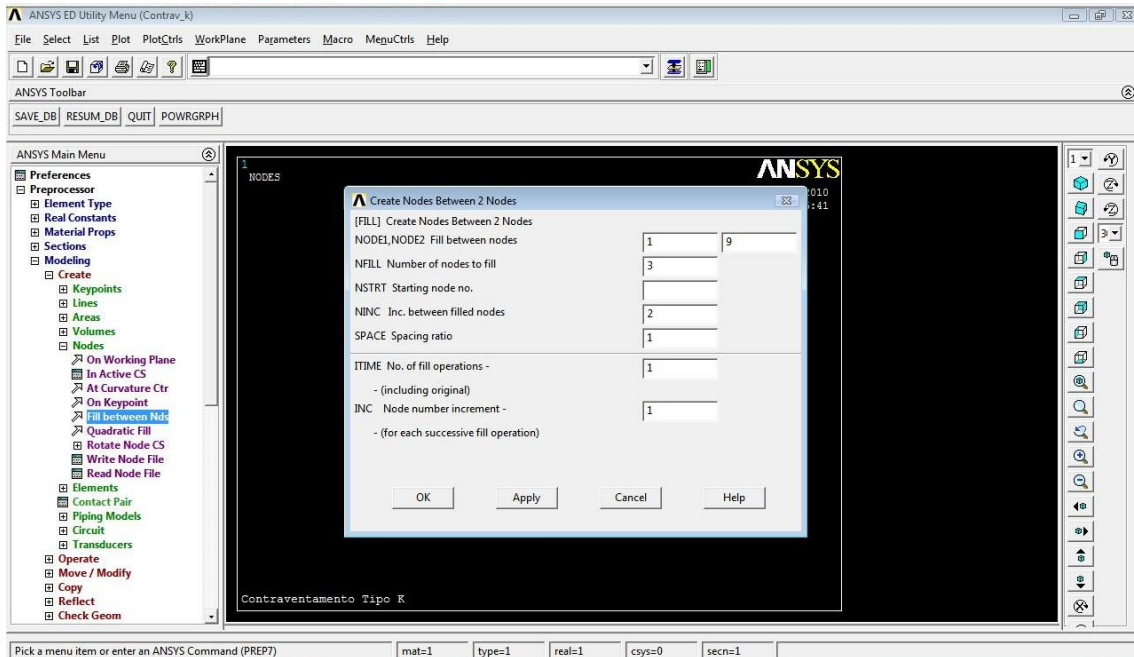 ANSYS ED Utility Menu (Contrav_k)
File Select List Plot PlotCtrls WorkPlane Parameters Macro MenuCtrls Help
ANSYS Toolbar
SAVE_DB RESUM_DB QUIT POWRGRPH
ANSYS Main Menu
Preferences
Preprocessor
Element Type
Real Constants
Material Props
Sections
Modeling
Create
Keypoints
Lines
Areas
Volumes
Nodes
On Working Plane
In Active CS
At Curvature Ctr
On Keypoint
Fill between Nds
Quadratic Fill
Rotate Node CS
Write Node File
Read Node File
Elements
Contact Pair
Piping Models
Circuit
Transducers
Operate
Move / Modify
Copy
Reflect
Check Geom
1
NODES
ANSYS
Create Nodes Between 2 Nodes
[FILL] Create Nodes Between 2 Nodes
NODE1,NODE2 Fill between nodes 1 9
NFILL Number of nodes to fill 3
NSTRT Starting node no.
NINC Inc. between filled nodes 2
SPACE Spacing ratio 1
ITIME No. of fill operations - 1
- (including original)
INC Node number increment - 1
- (for each successive fill operation)
OK Apply Cancel Help
Contraventamento Tipo K
1
Pick a menu item or enter an ANSYS Command (PREP7) mat=1 type=1 real=1 csys=0 secn=1